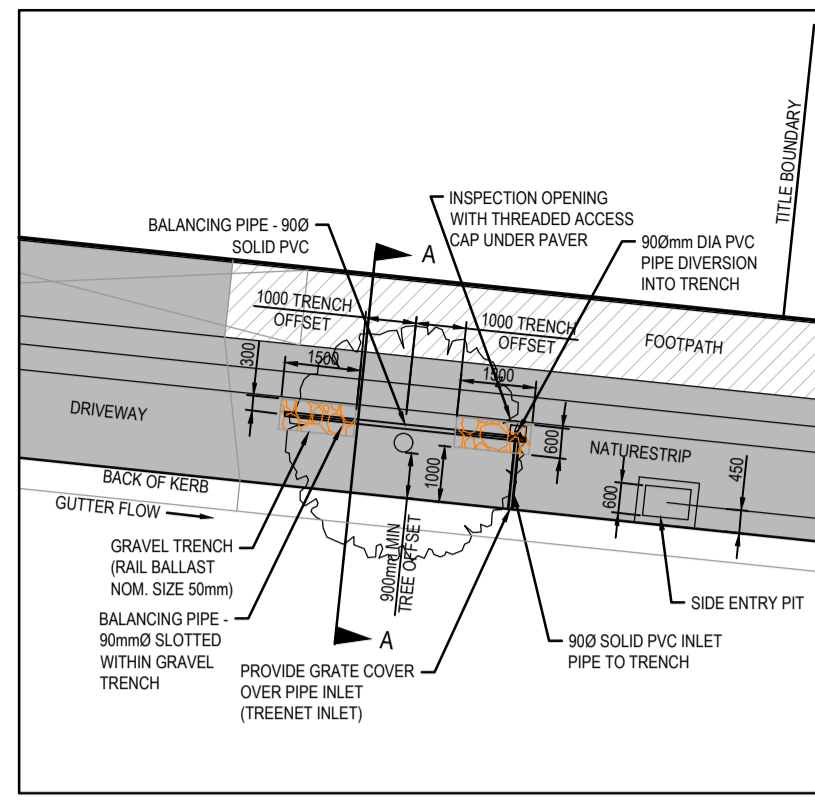 TITLE BOUNDARY
INSPECTION OPENING
WITH THREADED ACCESS
CAP UNDER PAVER
BALANCING PIPE - 90Ø
SOLID PVC
A
90Ømm DIA PVC
PIPE DIVERSION
INTO TRENCH
1000 TRENCH
OFFSET
1000 TRENCH
OFFSET
FOOTPATH
300
1500
1300
DRIVEWAY
600
NATURESTRIP
1000
450
600
BACK OF KERB
GUTTER FLOW
900mm MIN
TREE OFFSET
GRAVEL TRENCH
(RAIL BALLAST
NOM. SIZE 50mm)
SIDE ENTRY PIT
BALANCING PIPE -
90mmØ SLOTTED
WITHIN GRAVEL
TRENCH
A
90Ø SOLID PVC INLET
PIPE TO TRENCH
PROVIDE GRATE COVER
OVER PIPE INLET
(TREENET INLET)